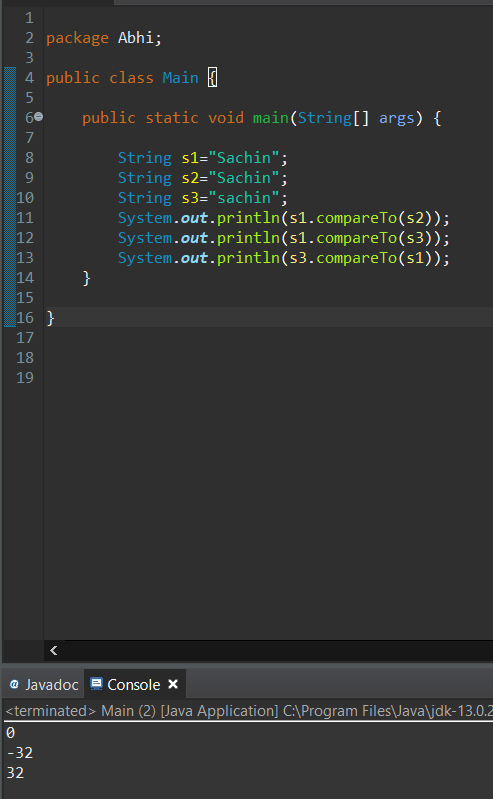 1
2 package Abhi;
3
4 public class Main {
5
6 public static void main(String[] args) {
7
8 String s1="Sachin";
9 String s2="Sachin";
10 String s3="sachin";
11 System.out.println(s1.compareTo(s2));
12 System.out.println(s1.compareTo(s3));
13 System.out.println(s3.compareTo(s1));
14 }
15
16 }
17
18
19
@ Javadoc Console
<terminated> Main (2) [Java Application] C:\Program Files\Java\jdk-13.0.2
0
-32
32